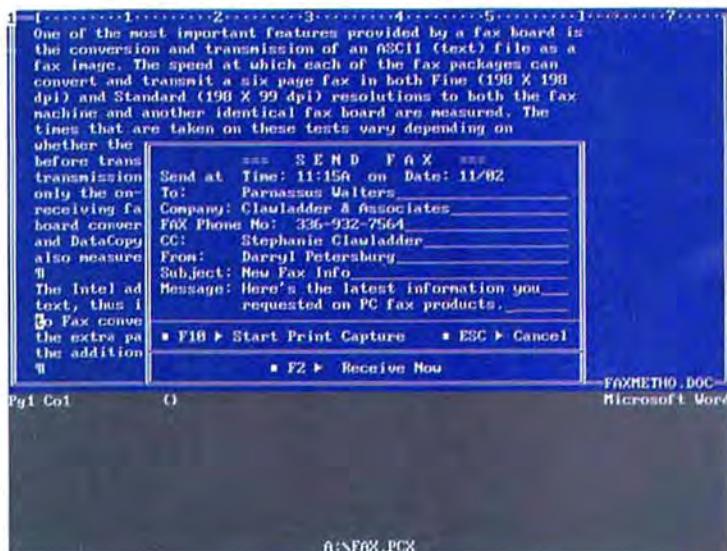 1=[·········1·········2·········3·········4·········5·········]·········7·····
One of the most important features provided by a fax board is
the conversion and transmission of an ASCII (text) file as a
fax image. The speed at which each of the fax packages can
convert and transmit a six page fax in both Fine (198 X 198
dpi) and Standard (198 X 99 dpi) resolutions to both the fax
machine and another identical fax board are measured. The
times that are taken on these tests vary depending on
whether the
before trans
transmission
only the on-
receiving fa
board conver
and DataCopy
also measure
¶
The Intel ad
text, thus i
to Fax conve
the extra pa
the addition
¶
=== S E N D  F A X ===
Send at Time: 11:15A on Date: 11/02
To: Parnassus Walters
Company: Clawladder & Associates
FAX Phone No: 336-932-7564
CC: Stephanie Clawladder
From: Darryl Petersburg
Subject: New Fax Info
Message: Here's the latest information you
requested on PC fax products.
■ F10 ► Start Print Capture ■ ESC ► Cancel
■ F2 ► Receive Now
FAXMETHO.DOC
Pg1 Co1 {} Microsoft Word
A:\FAX.PCX